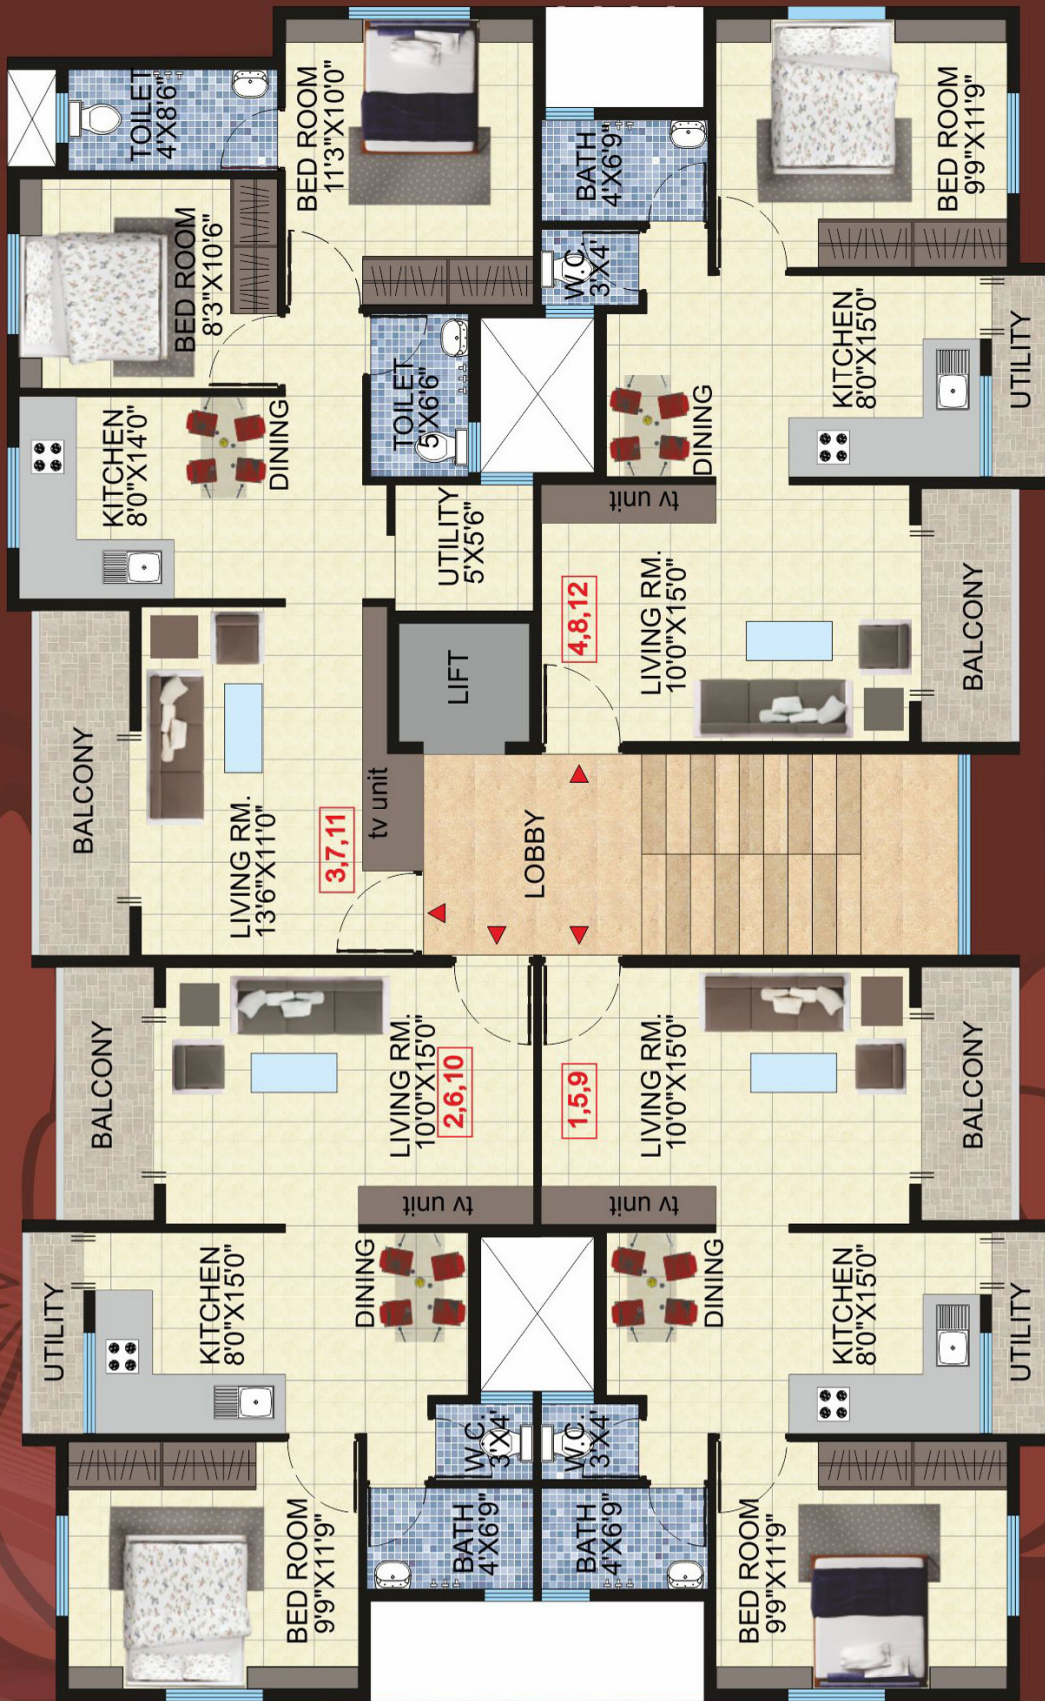 TOILET
4'X8'6"
BED ROOM
11'3"X10'0"
BATH
4'X6'9"
BED ROOM
9'9"X11'9"
BED ROOM
8'3"X10'6"
W.C.
3'X4'
TOILET
5'X6'6"
KITCHEN
8'0"X15'0"
UTILITY
KITCHEN
8'0"X14'0"
DINING
DINING
UTILITY
5'X5'6"
tv unit
LIVING RM.
10'0"X15'0"
4,8,12
BALCONY
LIFT
BALCONY
tv unit
LIVING RM.
13'6"X11'0"
3,7,11
LOBBY
BALCONY
LIVING RM.
10'0"X15'0"
2,6,10
1,5,9
LIVING RM.
10'0"X15'0"
BALCONY
tv unit
tv unit
UTILITY
KITCHEN
8'0"X15'0"
DINING
DINING
KITCHEN
8'0"X15'0"
UTILITY
W.C.
3'X4'
W.C.
3'X4'
BED ROOM
9'9"X11'9"
BATH
4'X6'9"
BATH
4'X6'9"
BED ROOM
9'9"X11'9"